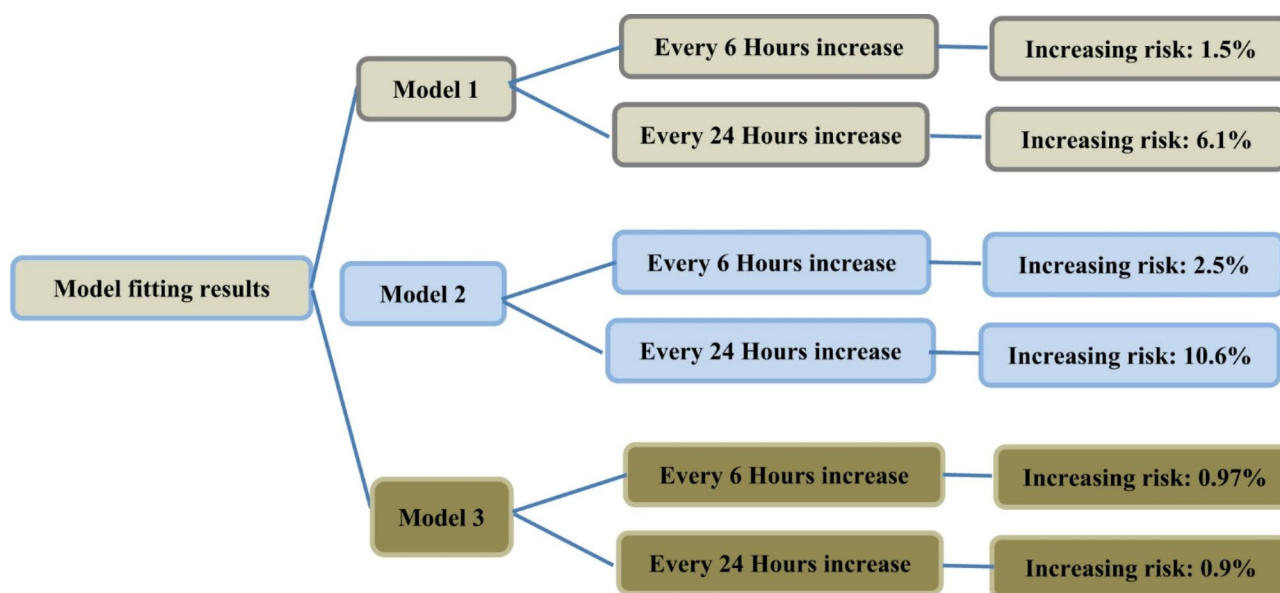 Model fitting results
Model 1
Every 6 Hours increase
Increasing risk: 1.5%
Every 24 Hours increase
Increasing risk: 6.1%
Model 2
Every 6 Hours increase
Increasing risk: 2.5%
Every 24 Hours increase
Increasing risk: 10.6%
Model 3
Every 6 Hours increase
Increasing risk: 0.97%
Every 24 Hours increase
Increasing risk: 0.9%